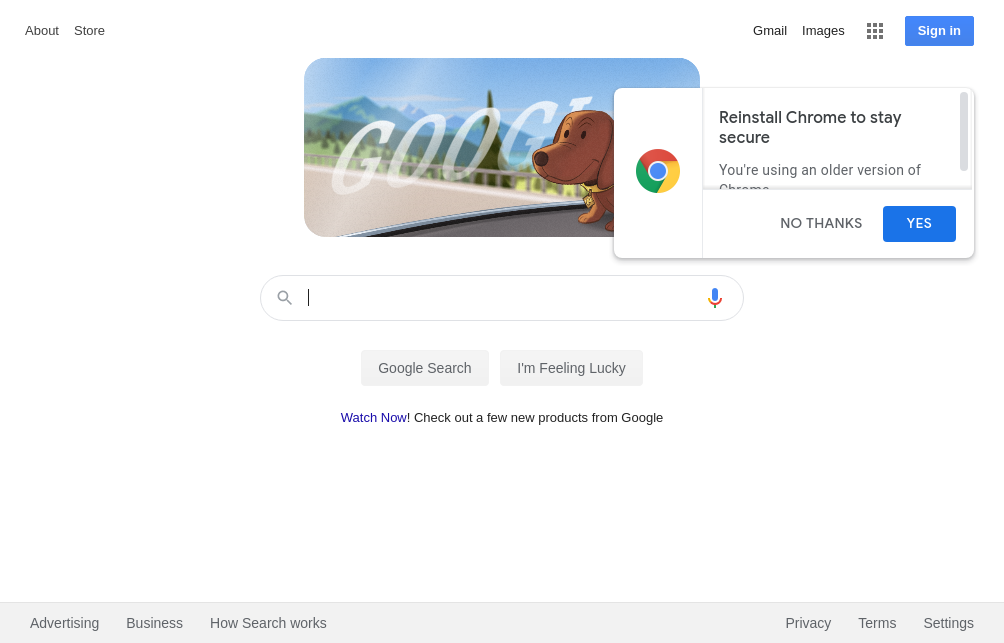 About Store Gmail Images Sign in
GOOGL
Reinstall Chrome to stay
secure
You're using an older version of
Chrome
NO THANKS YES
Google Search I'm Feeling Lucky
Watch Now! Check out a few new products from Google
Advertising Business How Search works Privacy Terms Settings